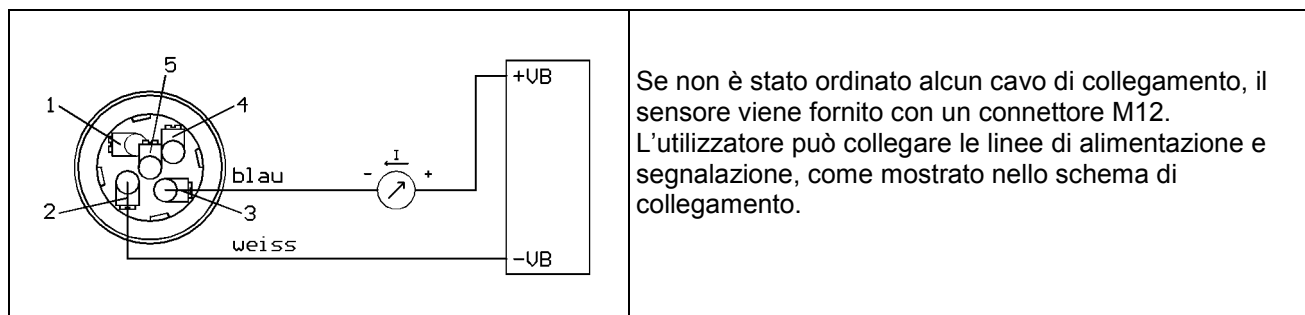 5
+VB
1
4
I
blau
- +
2
3
weiss
-VB
Se non è stato ordinato alcun cavo di collegamento, il
sensore viene fornito con un connettore M12.
L'utilizzatore può collegare le linee di alimentazione e
segnalazione, come mostrato nello schema di
collegamento.